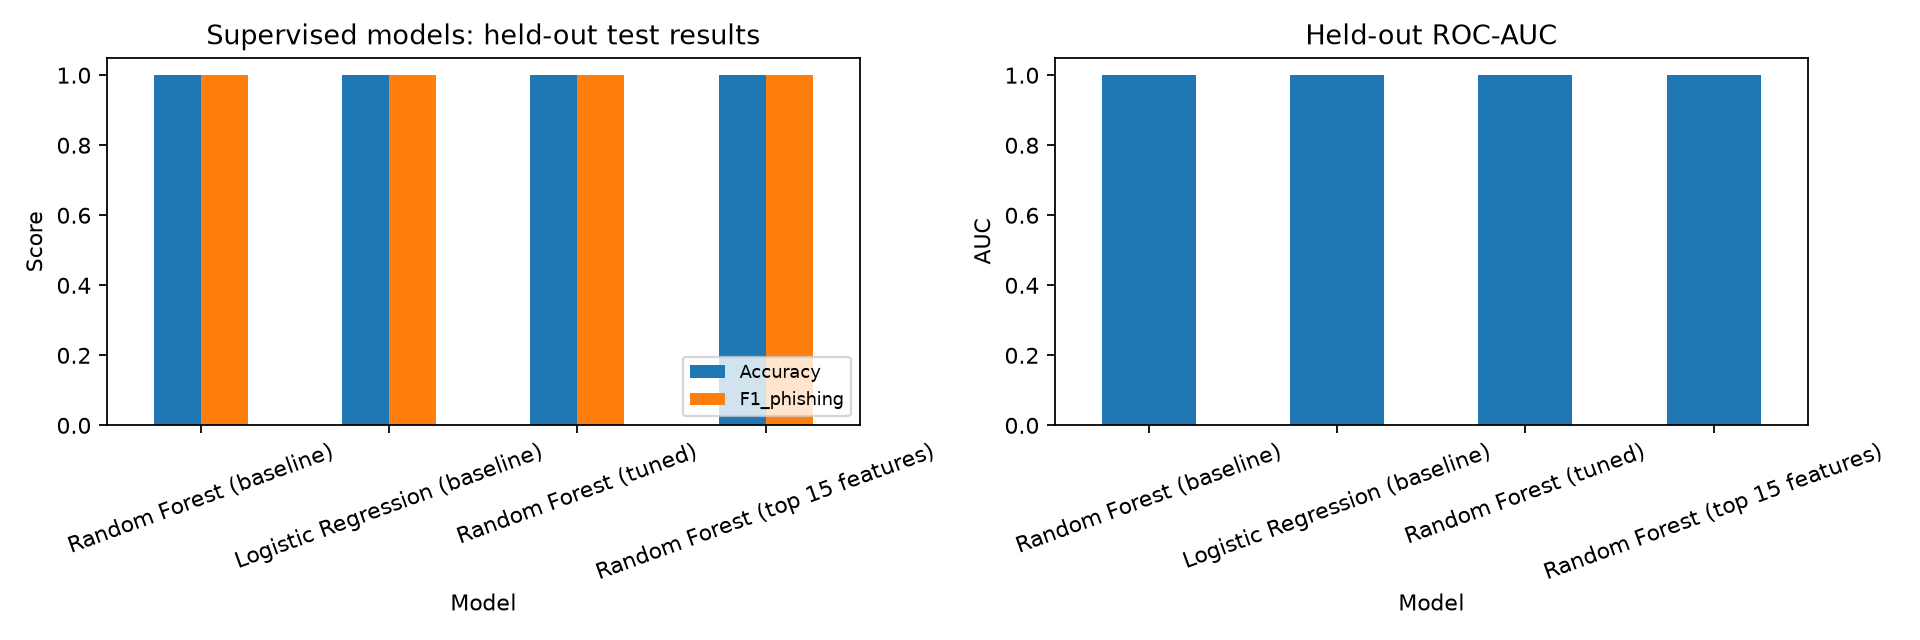 Supervised models: held-out test results
Score
1.0
0.8
0.6
0.4
0.2
0.0
Accuracy
F1_phishing
Random Forest (baseline)
Logistic Regression (baseline)
Random Forest (tuned)
Random Forest (top 15 features)
Model
Held-out ROC-AUC
AUC
1.0
0.8
0.6
0.4
0.2
0.0
Random Forest (baseline)
Logistic Regression (baseline)
Random Forest (tuned)
Random Forest (top 15 features)
Model